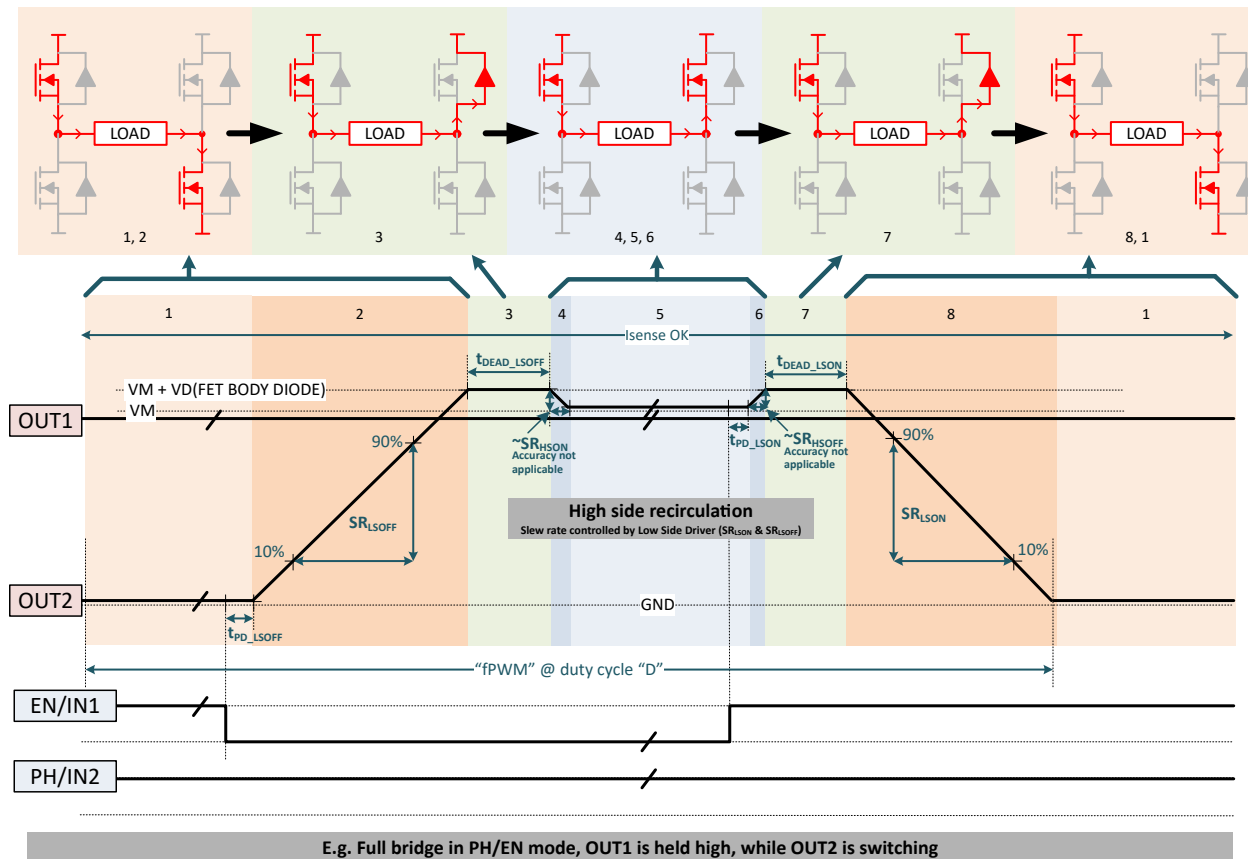 LOAD
LOAD
LOAD
LOAD
LOAD
1, 2
3
4, 5, 6
7
8, 1
1
2
3
4
5
6
7
8
1
Isense OK
tDEAD_LSOFF
tDEAD_LSON
VM + VD(FET BODY DIODE)
VM
OUT1
90%
~SRHSON
Accuracy not
applicable
tPD_LSON
~SRHSOFF
Accuracy not
applicable
90%
SRLSOFF
High side recirculation
Slew rate controlled by Low Side Driver (SRLSON & SRLSOFF)
SRLSON
10%
10%
OUT2
GND
tPD_LSOFF
“fPWM” @ duty cycle “D”
EN/IN1
PH/IN2
E.g. Full bridge in PH/EN mode, OUT1 is held high, while OUT2 is switching